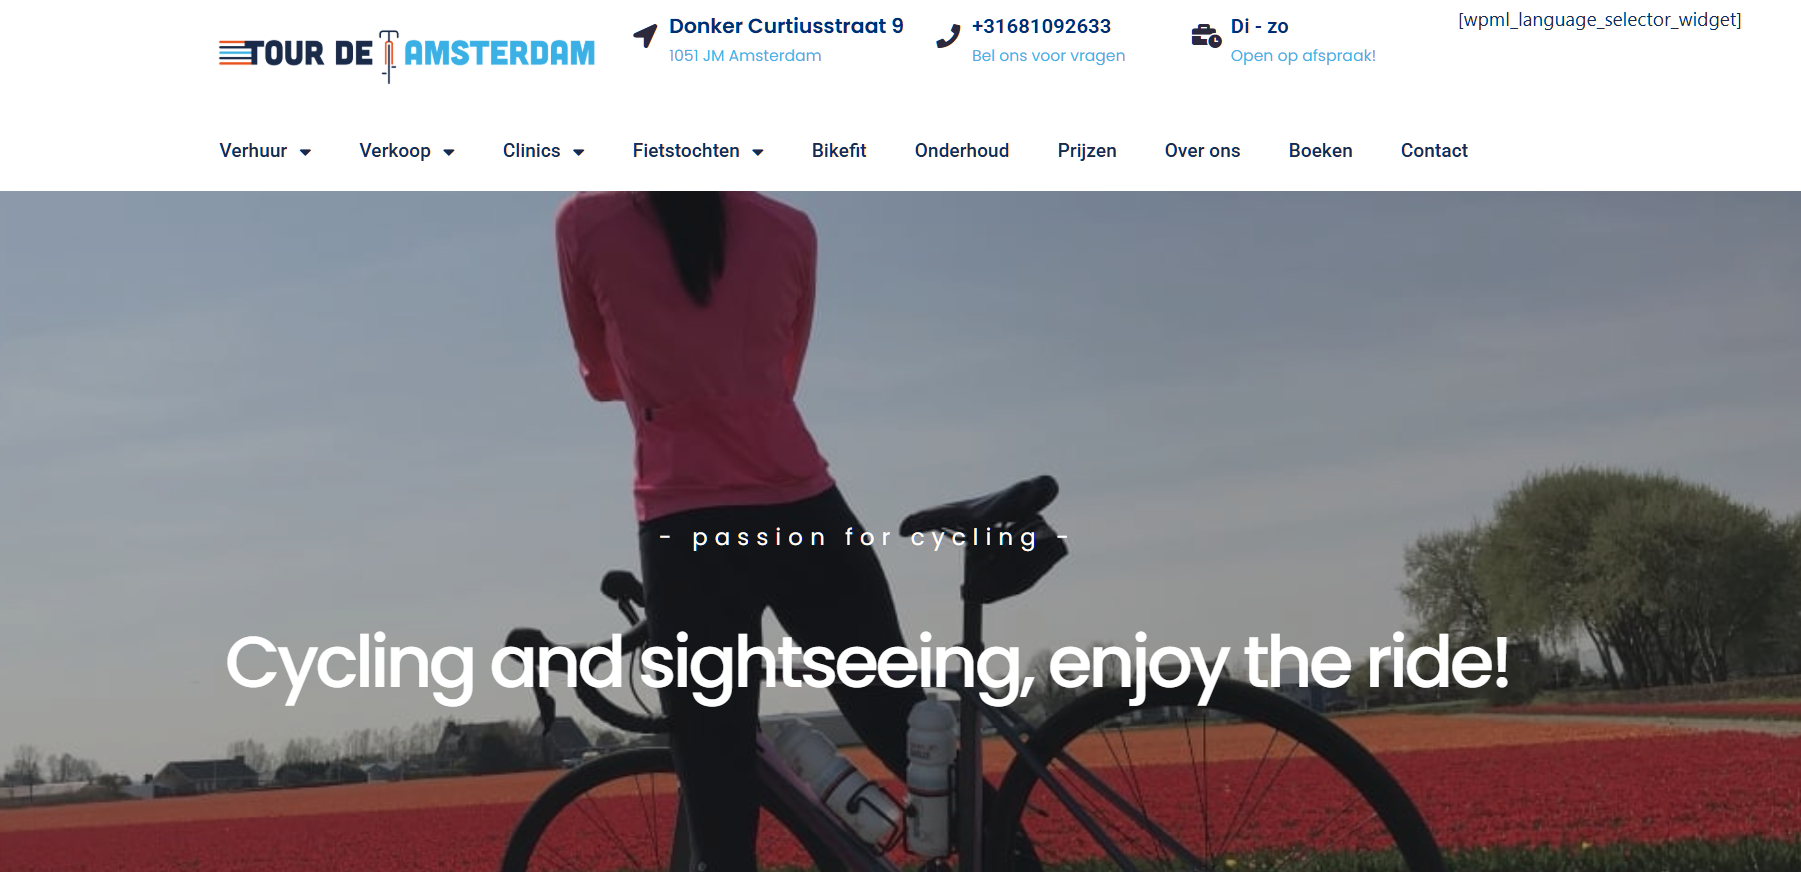 TOUR DE AMSTERDAM
Donker Curtiusstraat 9
1051 JM Amsterdam
+31681092633
Bel ons voor vragen
Di - zo
Open op afspraak!
[wpml_language_selector_widget]
Verhuur Verkoop Clinics Fietstochten Bikefit Onderhoud Prijzen Over ons Boeken Contact
- passion for cycling -
Cycling and sightseeing, enjoy the ride!